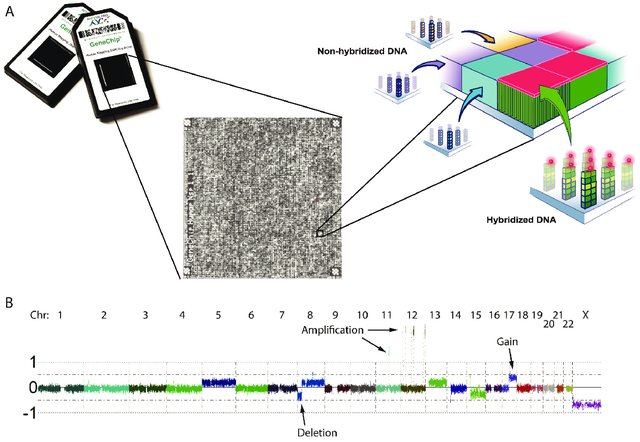 A
GeneChip
GeneChip
Non-hybridized DNA
Hybridized DNA
B
Chr: 1 2 3 4 5 6 7 8 9 10 11 12 13 14 15 16 17 18 19 20 21 22 X
Amplification
Gain
1
0
-1
Deletion